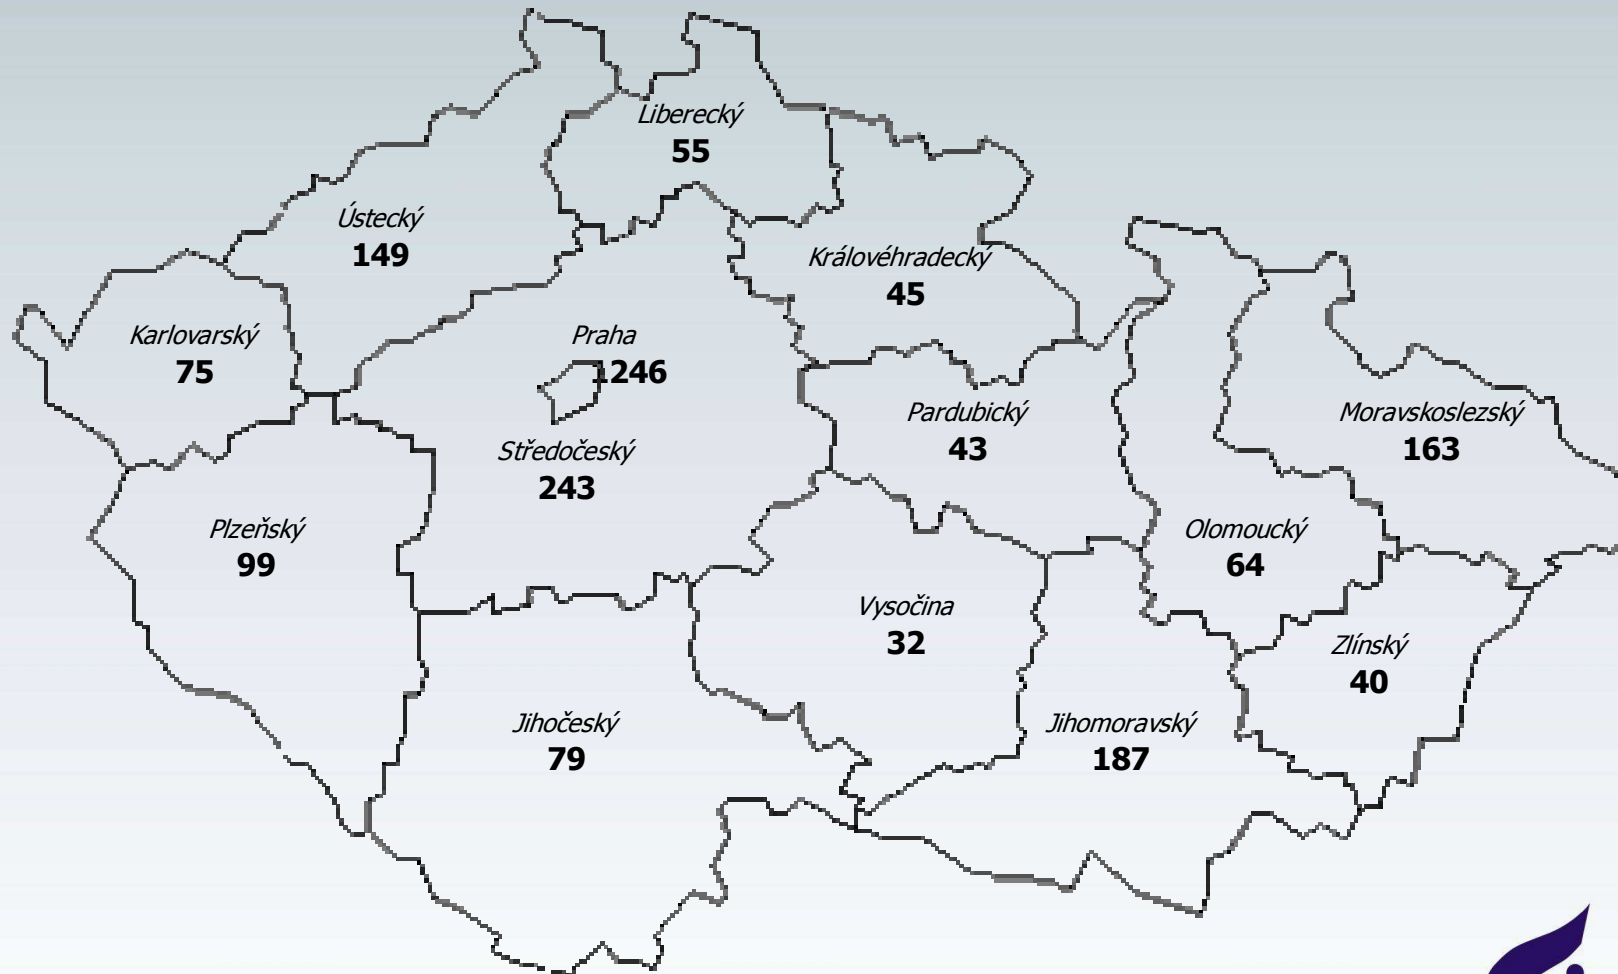 Liberecký
55
Ústecký
149
Královéhradecký
45
Karlovarský
75
Praha
1246
Pardubický
43
Moravskoslezský
163
Středočeský
243
Plzeňský
99
Olomoucký
64
Vysočina
32
Zlínský
40
Jihočeský
79
Jihomoravský
187